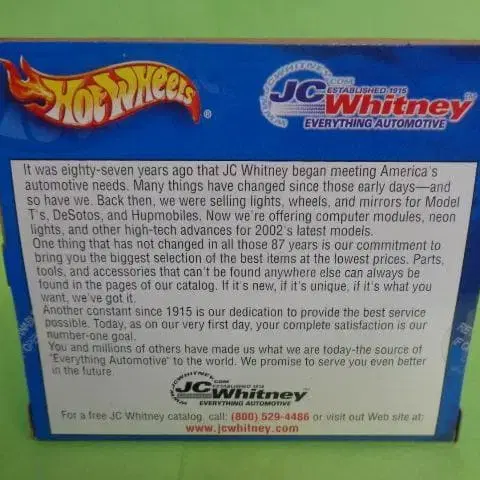 Hot Wheels ®
WWW.JCWHITNEY.COM
ESTABLISHED 1915
JC Whitney ™
EVERYTHING AUTOMOTIVE
It was eighty-seven years ago that JC Whitney began meeting America's
automotive needs. Many things have changed since those early days—and
so have we. Back then, we were selling lights, wheels, and mirrors for Model
T's, DeSotos, and Hupmobiles. Now we're offering computer modules, neon
lights, and other high-tech advances for 2002's latest models.
One thing that has not changed in all those 87 years is our commitment to
bring you the biggest selection of the best items at the lowest prices. Parts,
tools, and accessories that can't be found anywhere else can always be
found in the pages of our catalog. If it's new, if it's unique, if it's what you
want, we've got it.
Another constant since 1915 is our dedication to provide the best service
possible. Today, as on our very first day, your complete satisfaction is our
number-one goal.
You and millions of others have made us what we are today-the source of
"Everything Automotive" to the world. We promise to serve you even better
in the future.
WWW.JCWHITNEY.COM
ESTABLISHED 1915
JC Whitney
EVERYTHING AUTOMOTIVE
For a free JC Whitney catalog, call: (800) 529-4486 or visit out Web site at:
www.jcwhitney.com